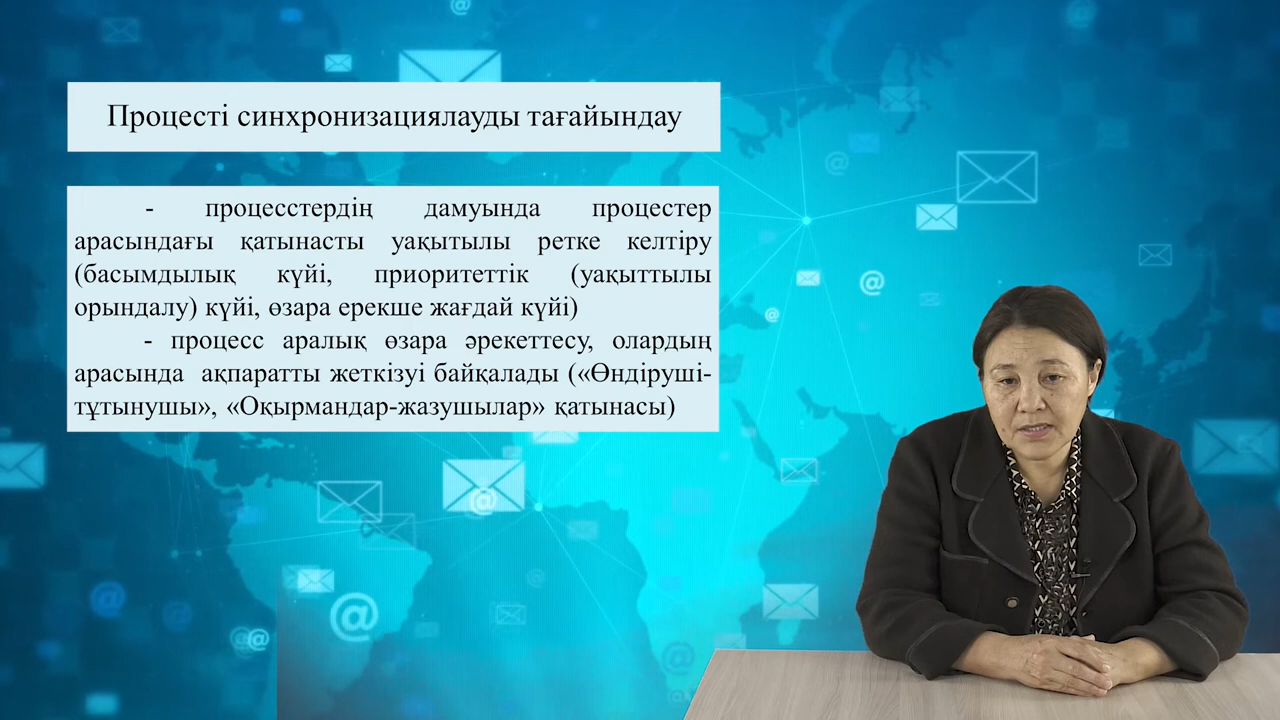 Процесті синхронизациялауды тағайындау
- процесстердің дамуында процестер
арасындағы қатынасты уақытылы ретке келтіру
(басымдылық күйі, приоритеттік (уақыттылы
орындалу) күйі, өзара ерекше жағдай күйі)
- процесс аралық өзара әрекеттесу, олардың
арасында ақпаратты жеткізуі байқалады («Өндіруші-
тұтынушы», «Оқырмандар-жазушылар» қатынасы)